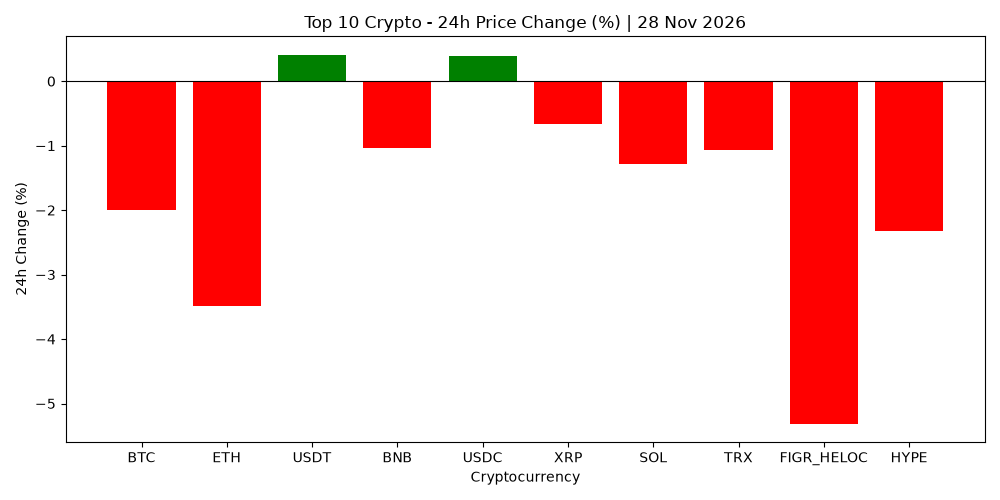 Top 10 Crypto - 24h Price Change (%) | 28 Nov 2026
24h Change (%)
0
−1
−2
−3
−4
−5
BTC ETH USDT BNB USDC XRP SOL TRX FIGR_HELOC HYPE
Cryptocurrency